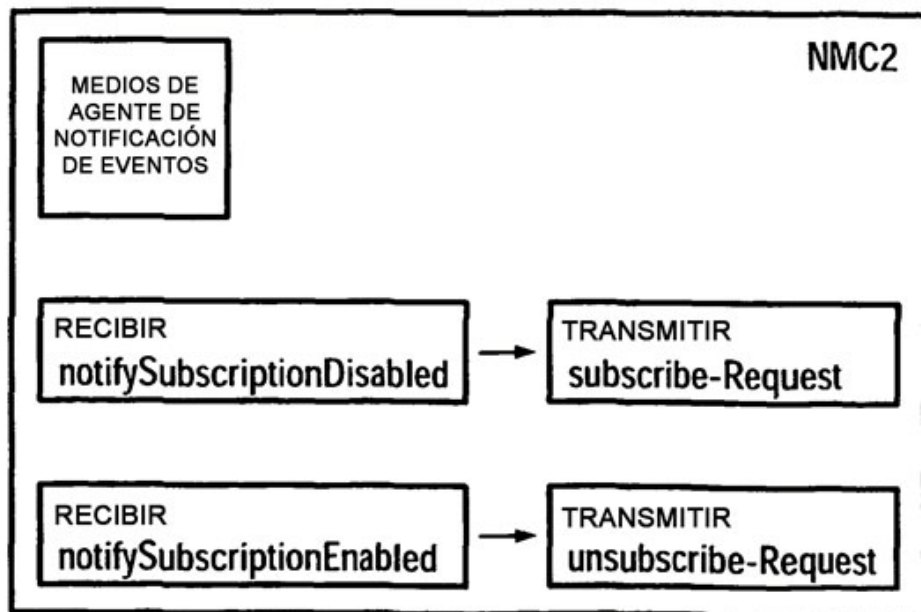 NMC2
MEDIOS DE
AGENTE DE
NOTIFICACIÓN
DE EVENTOS
RECIBIR
notifySubscriptionDisabled
TRANSMITIR
subscribe-Request
RECIBIR
notifySubscriptionEnabled
TRANSMITIR
unsubscribe-Request